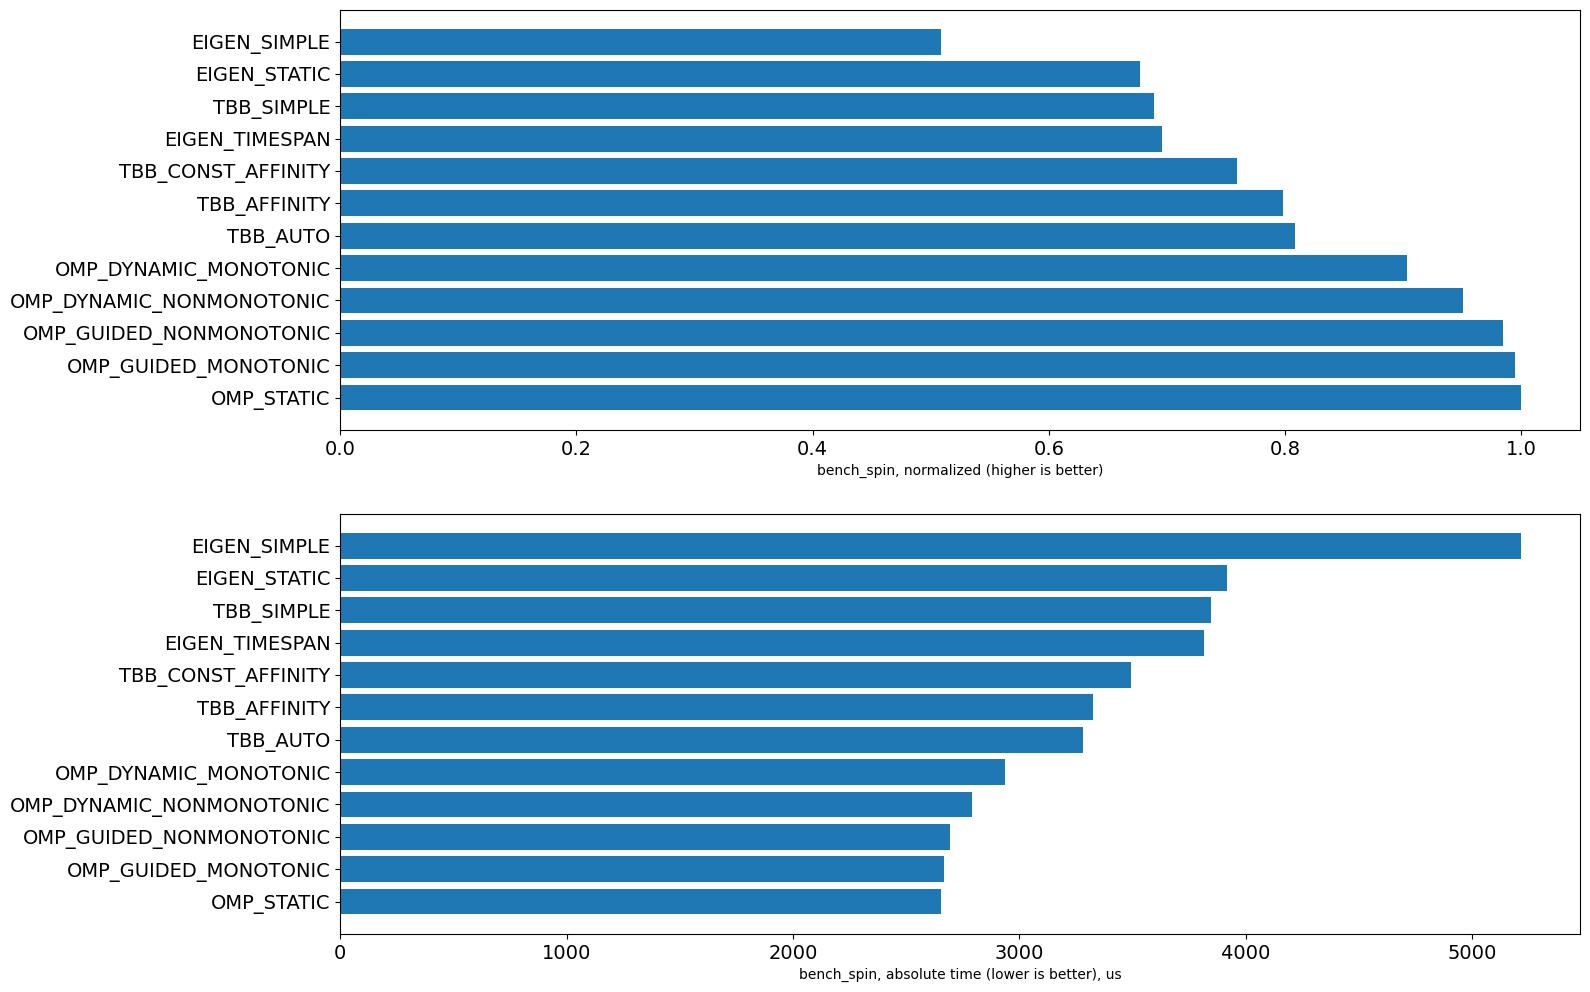 EIGEN_SIMPLE
EIGEN_STATIC
TBB_SIMPLE
EIGEN_TIMESPAN
TBB_CONST_AFFINITY
TBB_AFFINITY
TBB_AUTO
OMP_DYNAMIC_MONOTONIC
OMP_DYNAMIC_NONMONOTONIC
OMP_GUIDED_NONMONOTONIC
OMP_GUIDED_MONOTONIC
OMP_STATIC
0.0 0.2 0.4 0.6 0.8 1.0
bench_spin, normalized (higher is better)
EIGEN_SIMPLE
EIGEN_STATIC
TBB_SIMPLE
EIGEN_TIMESPAN
TBB_CONST_AFFINITY
TBB_AFFINITY
TBB_AUTO
OMP_DYNAMIC_MONOTONIC
OMP_DYNAMIC_NONMONOTONIC
OMP_GUIDED_NONMONOTONIC
OMP_GUIDED_MONOTONIC
OMP_STATIC
0 1000 2000 3000 4000 5000
bench_spin, absolute time (lower is better), us